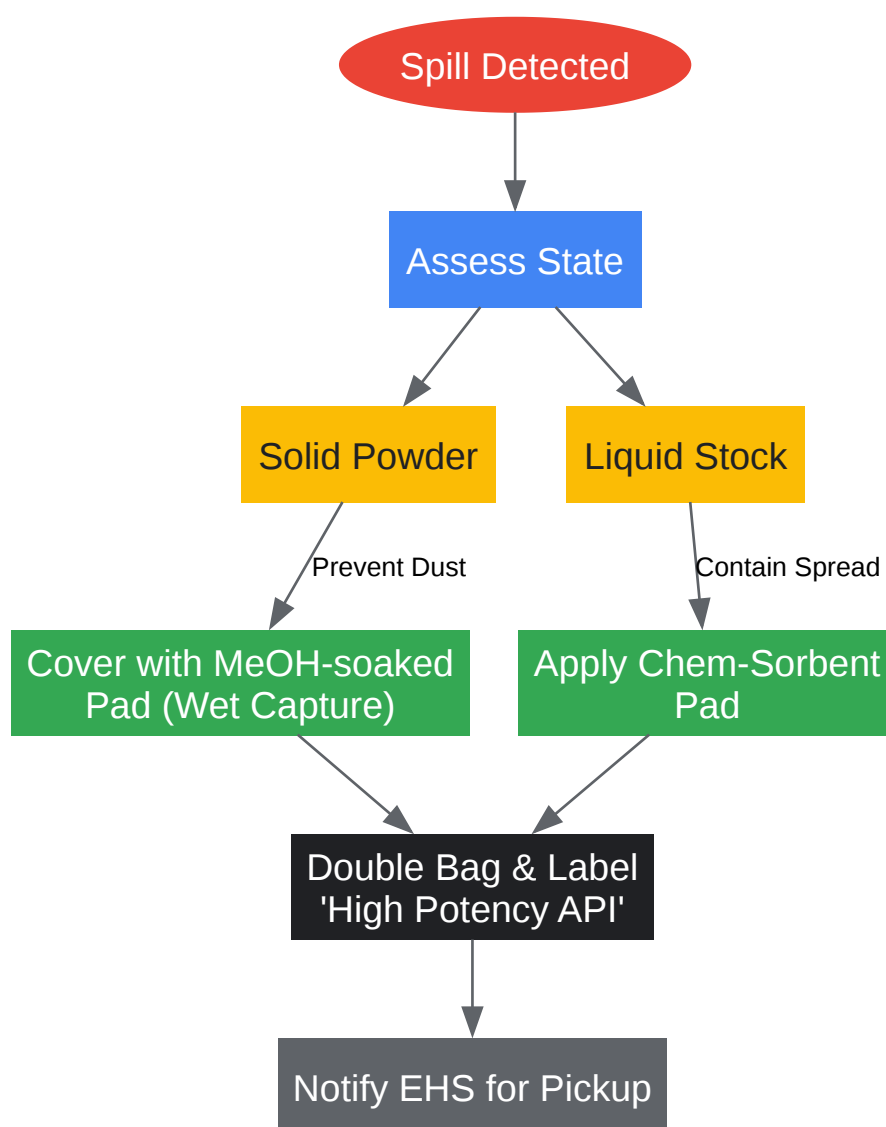 Spill Detected
Assess State
Solid Powder
Liquid Stock
Prevent Dust
Contain Spread
Cover with MeOH-soaked
Pad (Wet Capture)
Apply Chem-Sorbent
Pad
Double Bag & Label
'High Potency API'
Notify EHS for Pickup